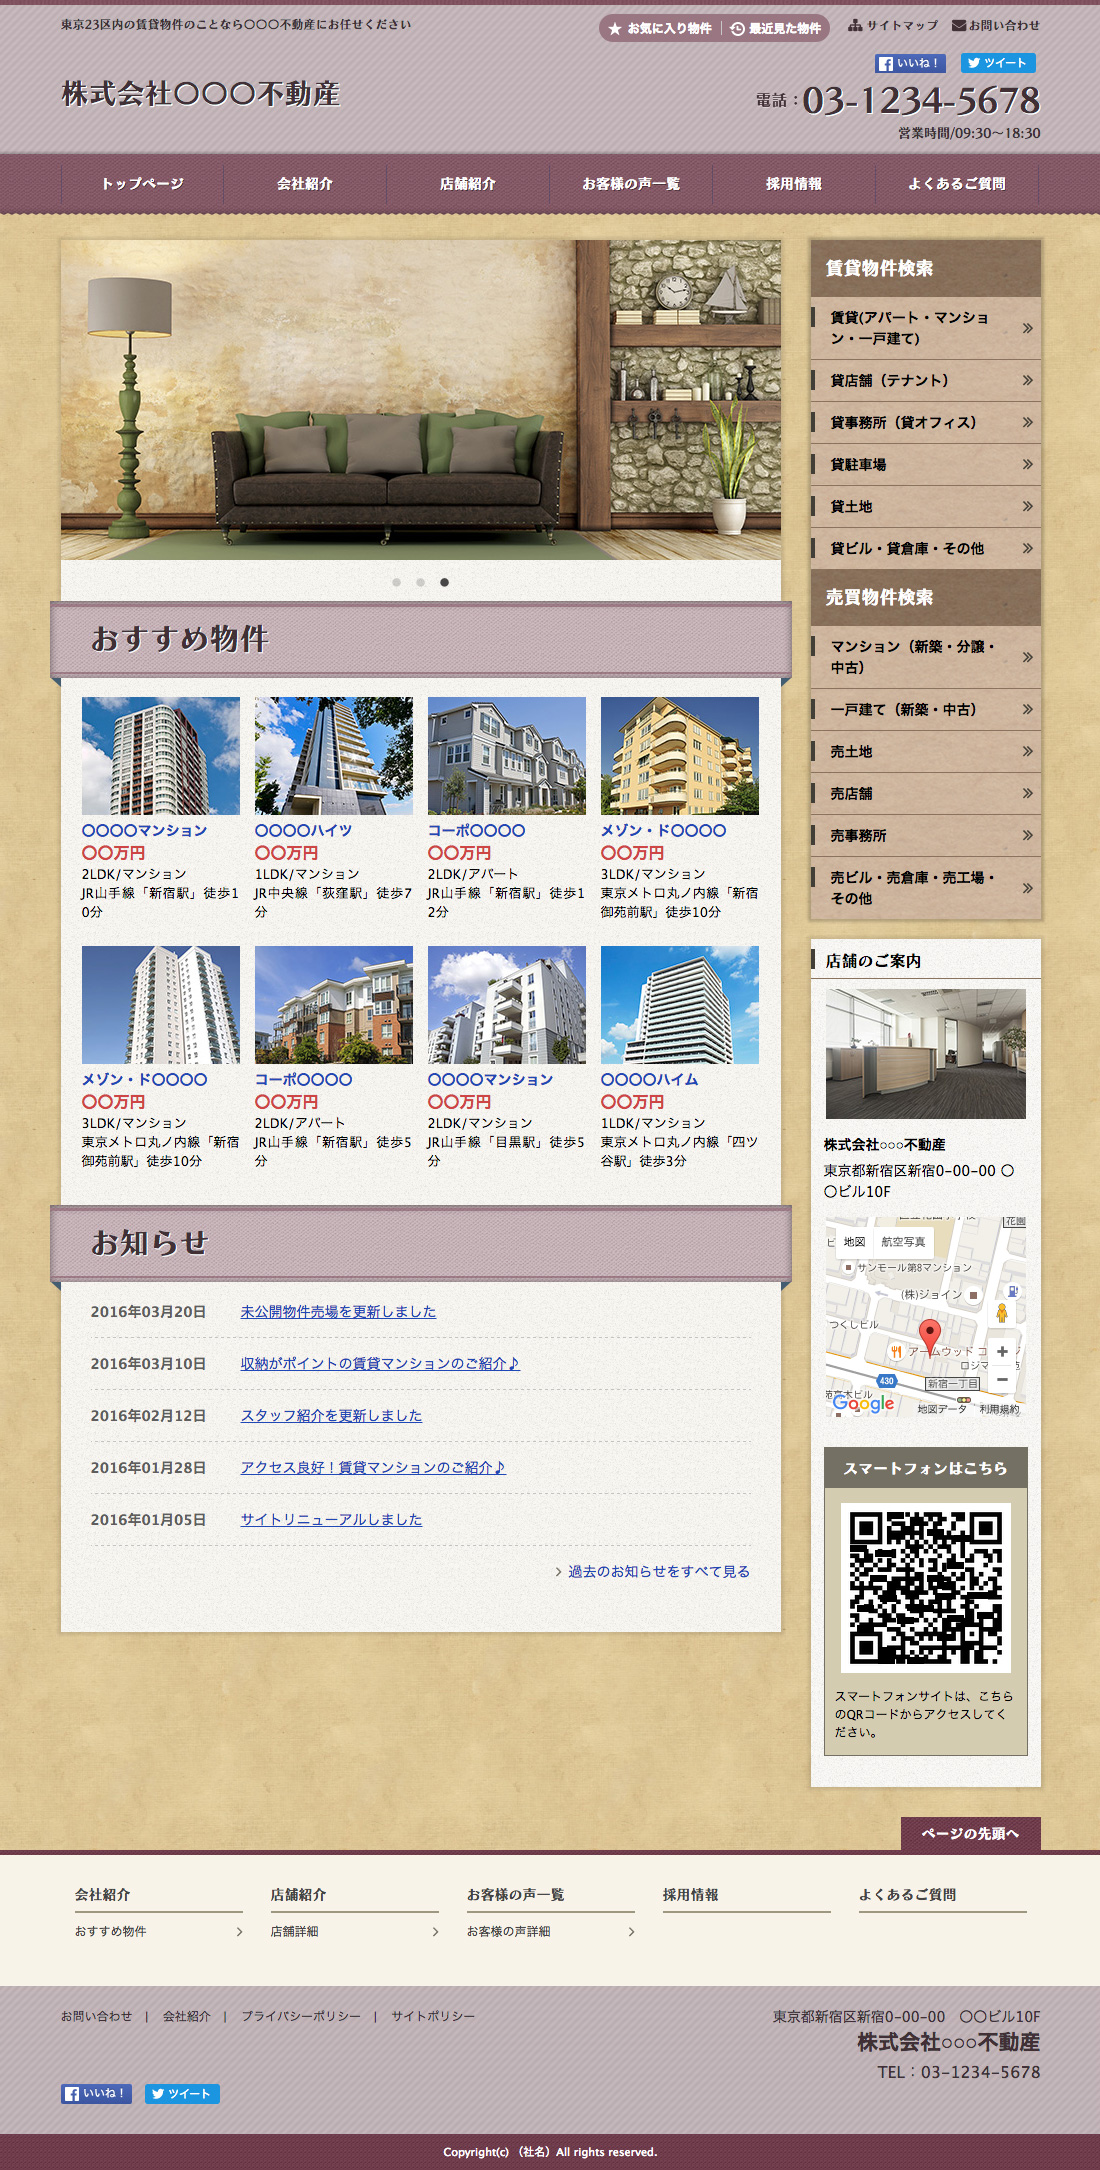 東京23区内の賃貸物件のことなら〇〇〇不動産にお任せください
お気に入り物件
最近見た物件
サイトマップ
お問い合わせ
いいね！
ツイート
株式会社〇〇〇不動産
電話：03-1234-5678
営業時間/09:30～18:30
トップページ
会社紹介
店舗紹介
お客様の声一覧
採用情報
よくあるご質問
おすすめ物件
〇〇〇〇マンション
〇〇万円
2LDK/マンション
JR山手線「新宿駅」徒歩1
0分
〇〇〇〇ハイツ
〇〇万円
1LDK/マンション
JR中央線「荻窪駅」徒歩7
分
コーポ〇〇〇〇
〇〇万円
2LDK/アパート
JR山手線「新宿駅」徒歩1
2分
メゾン・ド〇〇〇〇
〇〇万円
3LDK/マンション
東京メトロ丸ノ内線「新宿
御苑前駅」徒歩10分
メゾン・ド〇〇〇〇
〇〇万円
3LDK/マンション
東京メトロ丸ノ内線「新宿
御苑前駅」徒歩10分
コーポ〇〇〇〇
〇〇万円
2LDK/アパート
JR山手線「新宿駅」徒歩5
分
〇〇〇〇マンション
〇〇万円
2LDK/マンション
JR山手線「目黒駅」徒歩5
分
〇〇〇〇ハイム
〇〇万円
1LDK/マンション
東京メトロ丸ノ内線「四ツ
谷駅」徒歩3分
お知らせ
2016年03月20日 未公開物件売場を更新しました
2016年03月10日 収納がポイントの賃貸マンションのご紹介♪
2016年02月12日 スタッフ紹介を更新しました
2016年01月28日 アクセス良好！賃貸マンションのご紹介♪
2016年01月05日 サイトリニューアルしました
過去のお知らせをすべて見る
賃貸物件検索
賃貸(アパート・マンショ
ン・一戸建て)
貸店舗（テナント）
貸事務所（貸オフィス）
貸駐車場
貸土地
貸ビル・貸倉庫・その他
売買物件検索
マンション（新築・分譲・
中古）
一戸建て（新築・中古）
売土地
売店舗
売事務所
売ビル・売倉庫・売工場・
その他
店舗のご案内
株式会社○○○不動産
東京都新宿区新宿0-00-00 〇
〇ビル10F
花園
地図
航空写真
サンモール第8マンション
(株)ジョイン
つくしビル
アームウッド
430
新宿一丁目
Google
地図データ
利用規約
スマートフォンはこちら
スマートフォンサイトは、こちら
のQRコードからアクセスしてく
ださい。
ページの先頭へ
会社紹介
おすすめ物件
店舗紹介
店舗詳細
お客様の声一覧
お客様の声詳細
採用情報
よくあるご質問
お問い合わせ | 会社紹介 | プライバシーポリシー | サイトポリシー
東京都新宿区新宿0-00-00　〇〇ビル10F
株式会社○○○不動産
TEL：03-1234-5678
いいね！
ツイート
Copyright(c) （社名）All rights reserved.